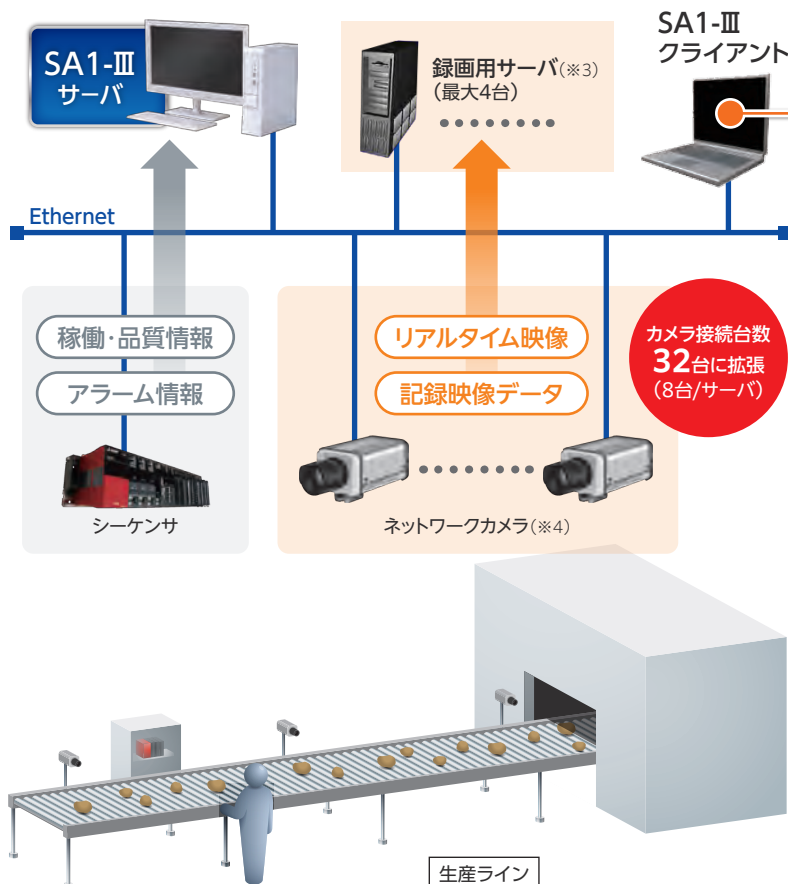 SA1-Ⅲ
サーバ
録画用サーバ(※3)
(最大4台)
SA1-Ⅲ
クライアント
Ethernet
稼働・品質情報
アラーム情報
シーケンサ
リアルタイム映像
記録映像データ
ネットワークカメラ(※4)
カメラ接続台数
32台に拡張
(8台/サーバ)
生産ライン